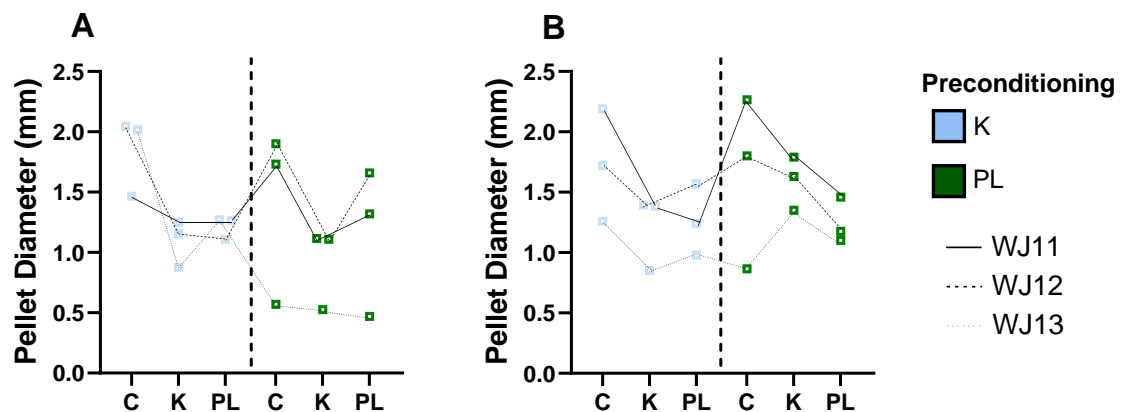 A
Pellet Diameter (mm)
2.5
2.0
1.5
1.0
0.5
0.0
C K PL C K PL
B
Pellet Diameter (mm)
2.5
2.0
1.5
1.0
0.5
0.0
C K PL C K PL
Preconditioning
K
PL
WJ11
WJ12
WJ13